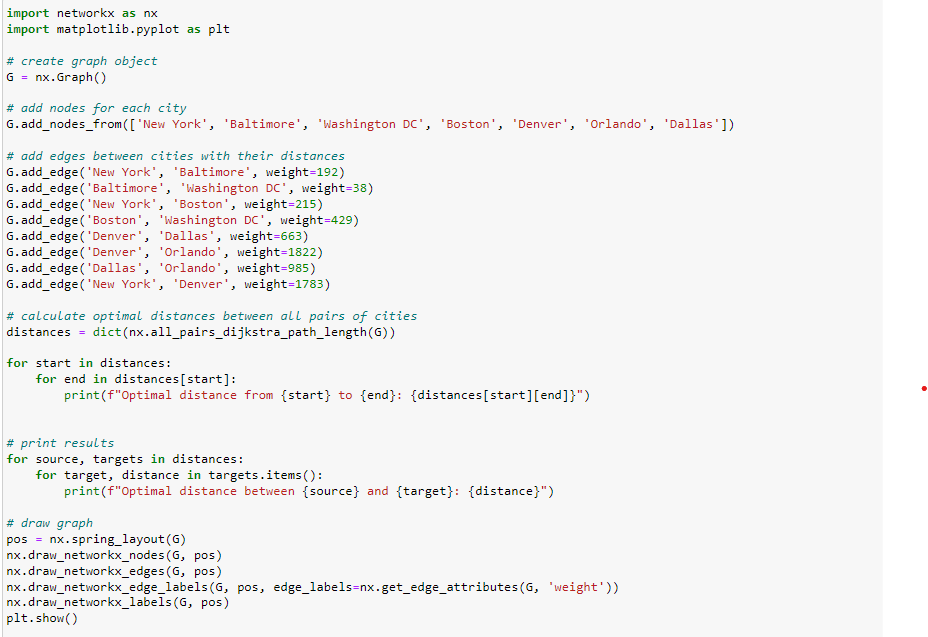 import networkx as nx
import matplotlib.pyplot as plt
# create graph object
G = nx.Graph()
# add nodes for each city
G.add_nodes_from(['New York', 'Baltimore', 'Washington DC', 'Boston', 'Denver', 'Orlando', 'Dallas'])
# add edges between cities with their distances
G.add_edge('New York', 'Baltimore', weight=192)
G.add_edge('Baltimore', 'Washington DC', weight=38)
G.add_edge('New York', 'Boston', weight=215)
G.add_edge('Boston', 'Washington DC', weight=429)
G.add_edge('Denver', 'Dallas', weight=663)
G.add_edge('Denver', 'Orlando', weight=1822)
G.add_edge('Dallas', 'Orlando', weight=985)
G.add_edge('New York', 'Denver', weight=1783)
# calculate optimal distances between all pairs of cities
distances = dict(nx.all_pairs_dijkstra_path_length(G))
for start in distances:
    for end in distances[start]:
        print(f"Optimal distance from {start} to {end}: {distances[start][end]}")
# print results
for source, targets in distances:
    for target, distance in targets.items():
        print(f"Optimal distance between {source} and {target}: {distance}")
# draw graph
pos = nx.spring_layout(G)
nx.draw_networkx_nodes(G, pos)
nx.draw_networkx_edges(G, pos)
nx.draw_networkx_edge_labels(G, pos, edge_labels=nx.get_edge_attributes(G, 'weight'))
nx.draw_networkx_labels(G, pos)
plt.show()